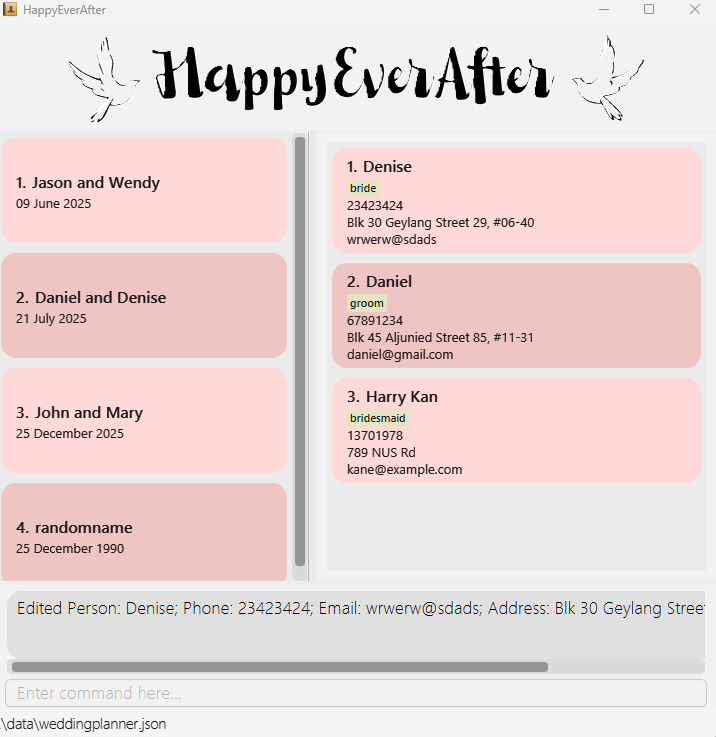 HappyEverAfter
HappyEverAfter
1. Jason and Wendy
09 June 2025
2. Daniel and Denise
21 July 2025
3. John and Mary
25 December 2025
4. randomname
25 December 1990
1. Denise
bride
23423424
Blk 30 Geylang Street 29, #06-40
wrwerw@sdads
2. Daniel
groom
67891234
Blk 45 Aljunied Street 85, #11-31
daniel@gmail.com
3. Harry Kan
bridesmaid
13701978
789 NUS Rd
kane@example.com
Edited Person: Denise; Phone: 23423424; Email: wrwerw@sdads; Address: Blk 30 Geylang Street
Enter command here...
.\data\weddingplanner.json